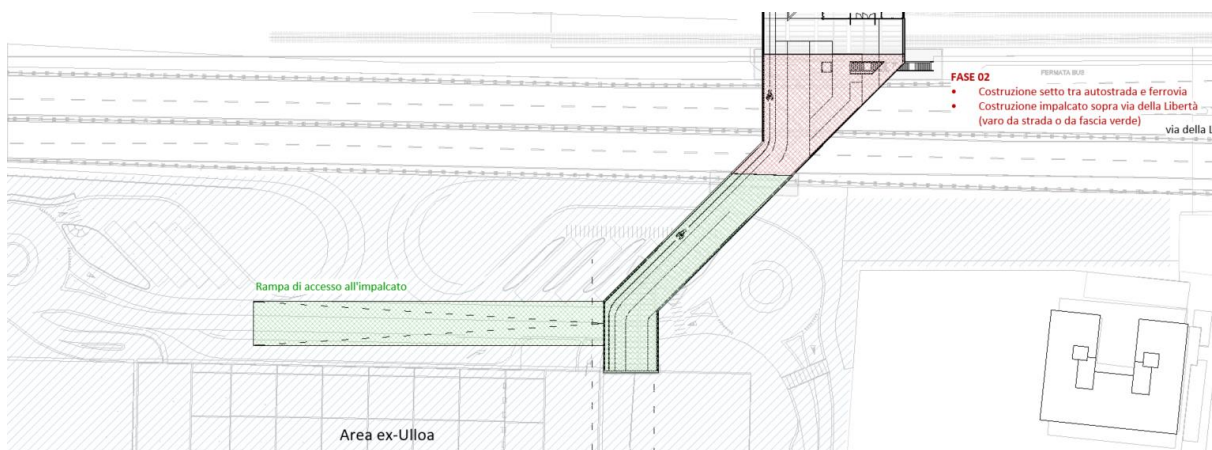 FASE 02
• Costruzione setto tra autostrada e ferrovia
• Costruzione impalcato sopra via della Libertà
(varo da strada o da fascia verde)
FERMATA BUS
via della L
Rampa di accesso all'impalcato
Area ex-Ulloa